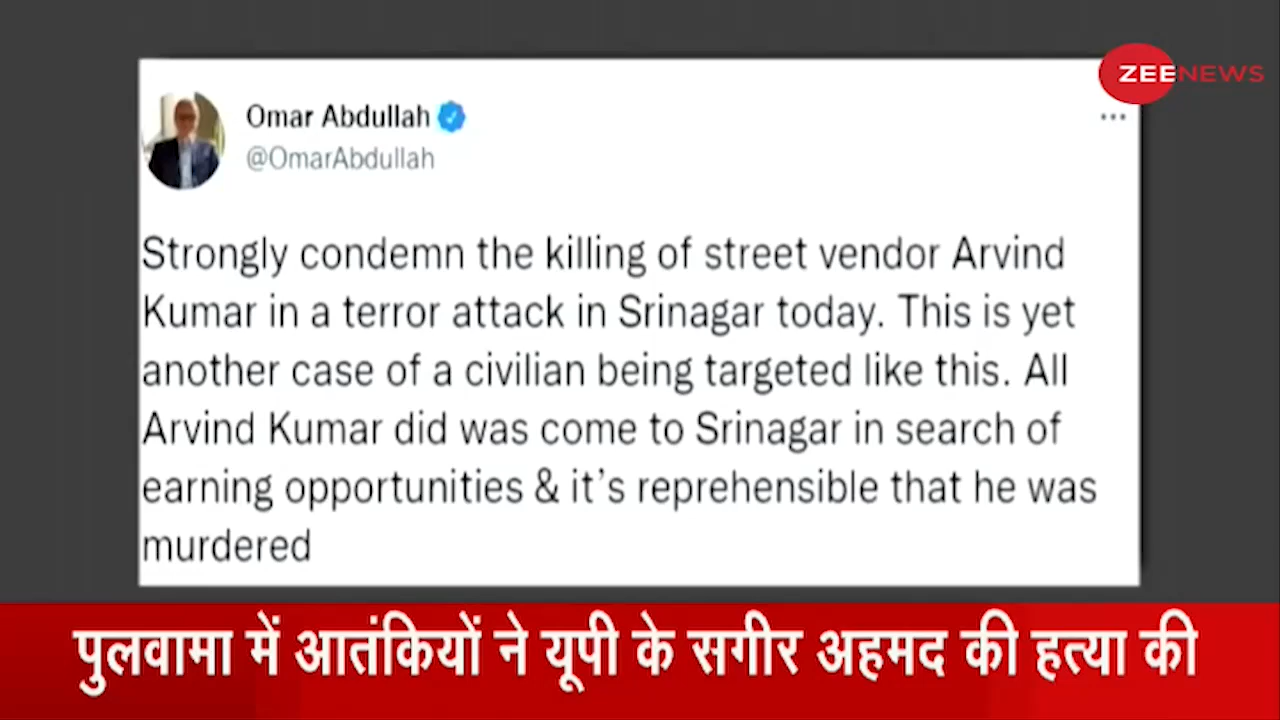 ZEENEWS
Omar Abdullah
@OmarAbdullah
Strongly condemn the killing of street vendor Arvind
Kumar in a terror attack in Srinagar today. This is yet
another case of a civilian being targeted like this. All
Arvind Kumar did was come to Srinagar in search of
earning opportunities & it’s reprehensible that he was
murdered
पुलवामा में आतंकियों ने यूपी के सगीर अहमद की हत्या की